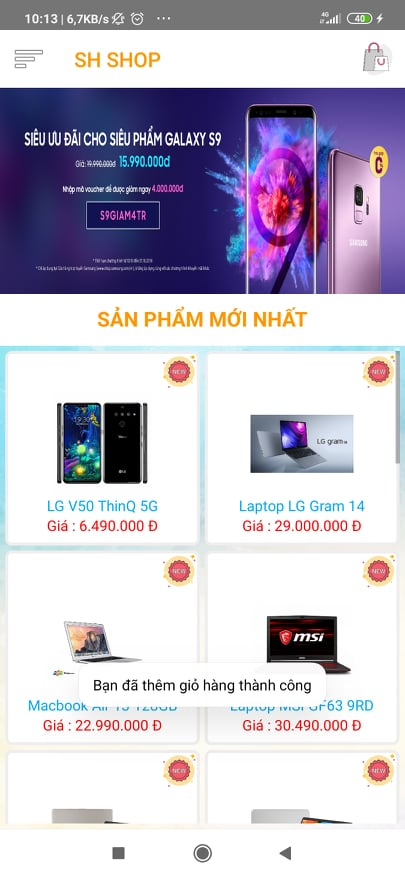 10:13 | 6,7KB/s
4G
40
SH SHOP
SIÊU ƯU ĐÃI CHO SIÊU PHẨM GALAXY S9
Giá: 19.990.000đ 15.990.000đ
Nhập mã voucher để được giảm ngay 4.000.000đ
S9GIAM4TR
SAMSUNG
SẢN PHẨM MỚI NHẤT
NEW
NEW
LG gram 14
LG V50 ThinQ 5G
Laptop LG Gram 14
Giá : 6.490.000 Đ
Giá : 29.000.000 Đ
NEW
NEW
msi
Bạn đã thêm giỏ hàng thành công
Macbook Air 13 128GB
Laptop MSI GF63 9RD
Giá : 22.990.000 Đ
Giá : 30.490.000 Đ
NEW
NEW